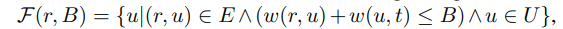 ℱ(r, B) = {u|(r, u) ∈ E∧(w(r, u)+w(u, t) ≤ B)∧u ∈ U},